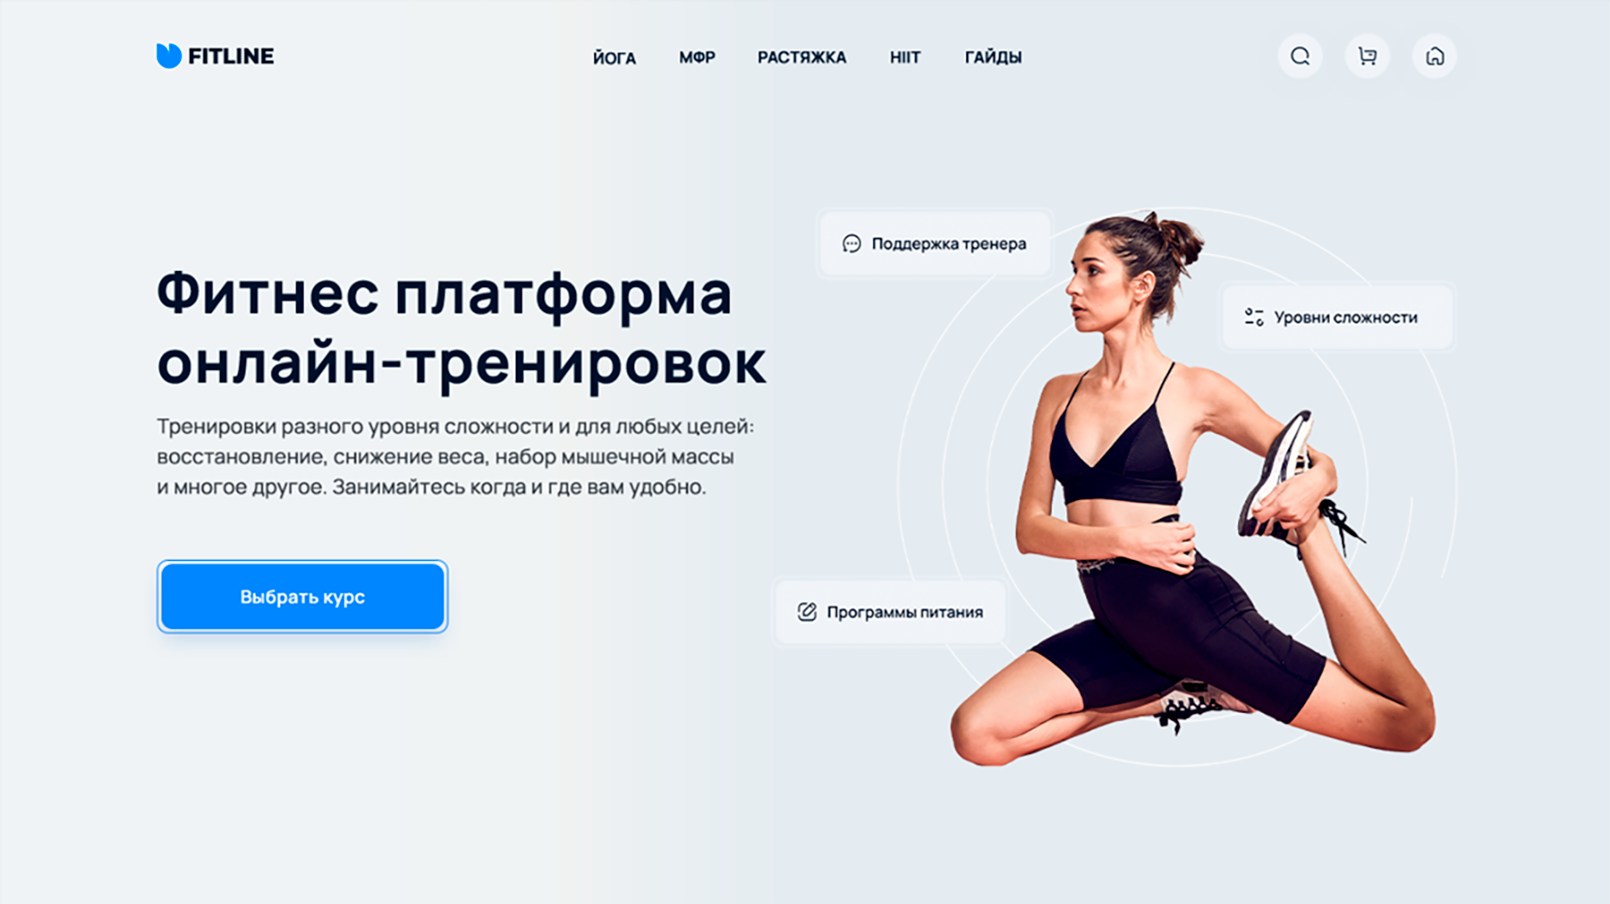 FITLINE
ЙОГА
МФР
РАСТЯЖКА
HIIT
ГАЙДЫ
Поддержка тренера
Уровни сложности
Фитнес платформа
онлайн-тренировок
Тренировки разного уровня сложности и для любых целей:
восстановление, снижение веса, набор мышечной массы
и многое другое. Занимайтесь когда и где вам удобно.
Выбрать курс
Программы питания